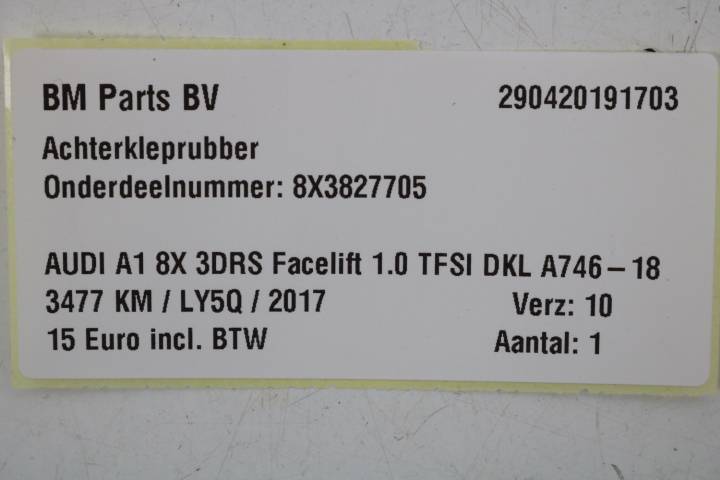 BM Parts BV 290420191703
Achterkleprubber
Onderdeelnummer: 8X3827705
AUDI A1 8X 3DRS Facelift 1.0 TFSI DKL A746-18
3477 KM / LY5Q / 2017 Verz: 10
15 Euro incl. BTW Aantal: 1